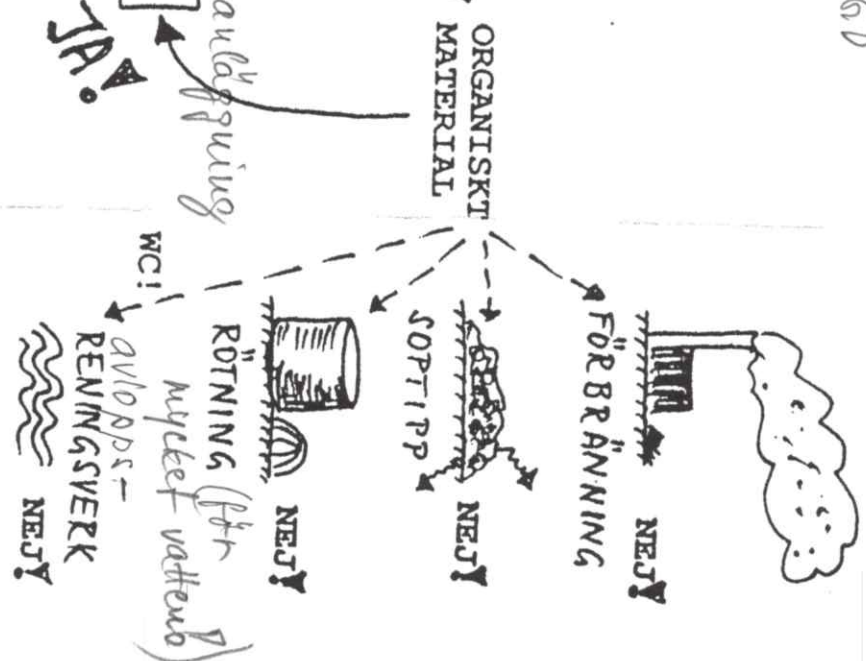 ORGANISKT
MATERIAL
FÖRBRÄNNING
NEJ!
SOPTIPP
NEJ!
RÖTNING (för
mycket vatten)
NEJ!
WC!
avlopps-
RENINGSVERK
NEJ!
anläggning
JA!